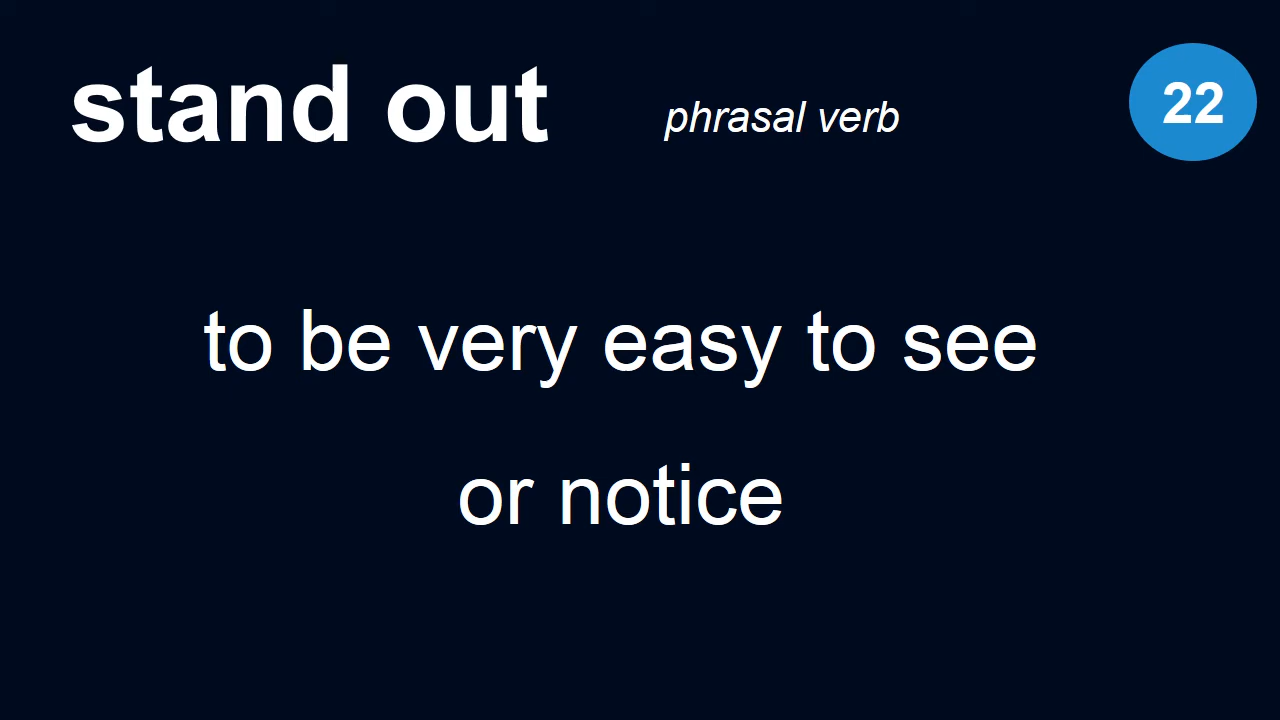 stand out phrasal verb 22
to be very easy to see
or notice